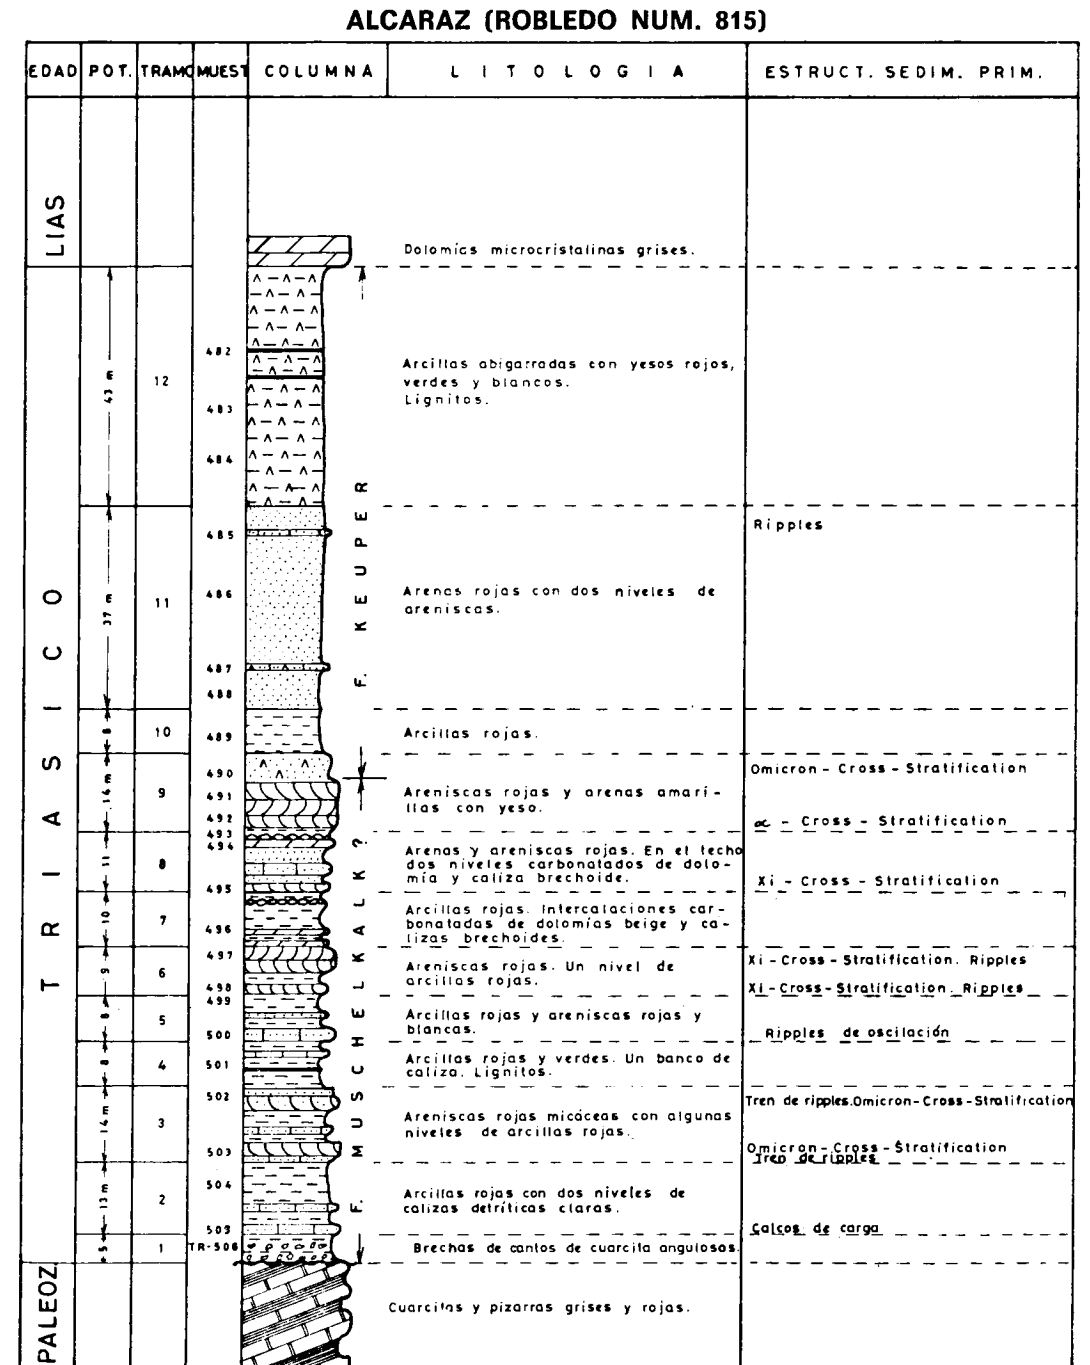 ALCARAZ (ROBLEDO NUM. 815)
EDAD POT. TRAMO MUEST COLUMNA LITOLOGIA ESTRUCT. SEDIM. PRIM.
LIAS
Dolomías microcristalinas grises.
TRIASICO
F. KEUPER
43 m
12
482
483
484
Arcillas abigarradas con yesos rojos,
verdes y blancos.
Lignitos.
37 m
11
485
486
487
488
Arenas rojas con dos niveles de
areniscas.
Ripples
8
10
489
Arcillas rojas.
14m
9
490
491
492
Areniscas rojas y arenas amari-
llas con yeso.
Omicron - Cross - Stratification
∝ - Cross - Stratification
F. MUSCHELKALK ?
11
8
493
494
495
Arenas y areniscas rojas. En el techo
dos niveles carbonatados de dolo-
mía y caliza brechoide.
Xi - Cross - Stratification
10
7
496
Arcillas rojas. Intercalaciones car-
bonatadas de dolomías beige y ca-
lizas brechoides.
9
6
497
498
Areniscas rojas. Un nivel de
arcillas rojas.
Xi - Cross - Stratification. Ripples
Xi - Cross - Stratification. Ripples
8
5
499
500
Arcillas rojas y areniscas rojas y
blancas.
Ripples de oscilación
8
4
501
Arcillas rojas y verdes. Un banco de
caliza. Lignitos.
14m
3
502
503
Areniscas rojas micáceas con algunas
niveles de arcillas rojas.
Tren de ripples. Omicron - Cross - Stratification
Omicron - Cross - Stratification
Tren de ripples
13m
2
504
505
Arcillas rojas con dos niveles de
calizas detríticas claras.
Calcos de carga
5
1
TR-506
Brechas de cantos de cuarcita angulosos.
PALEOZ
Cuarcitas y pizarras grises y rojas.